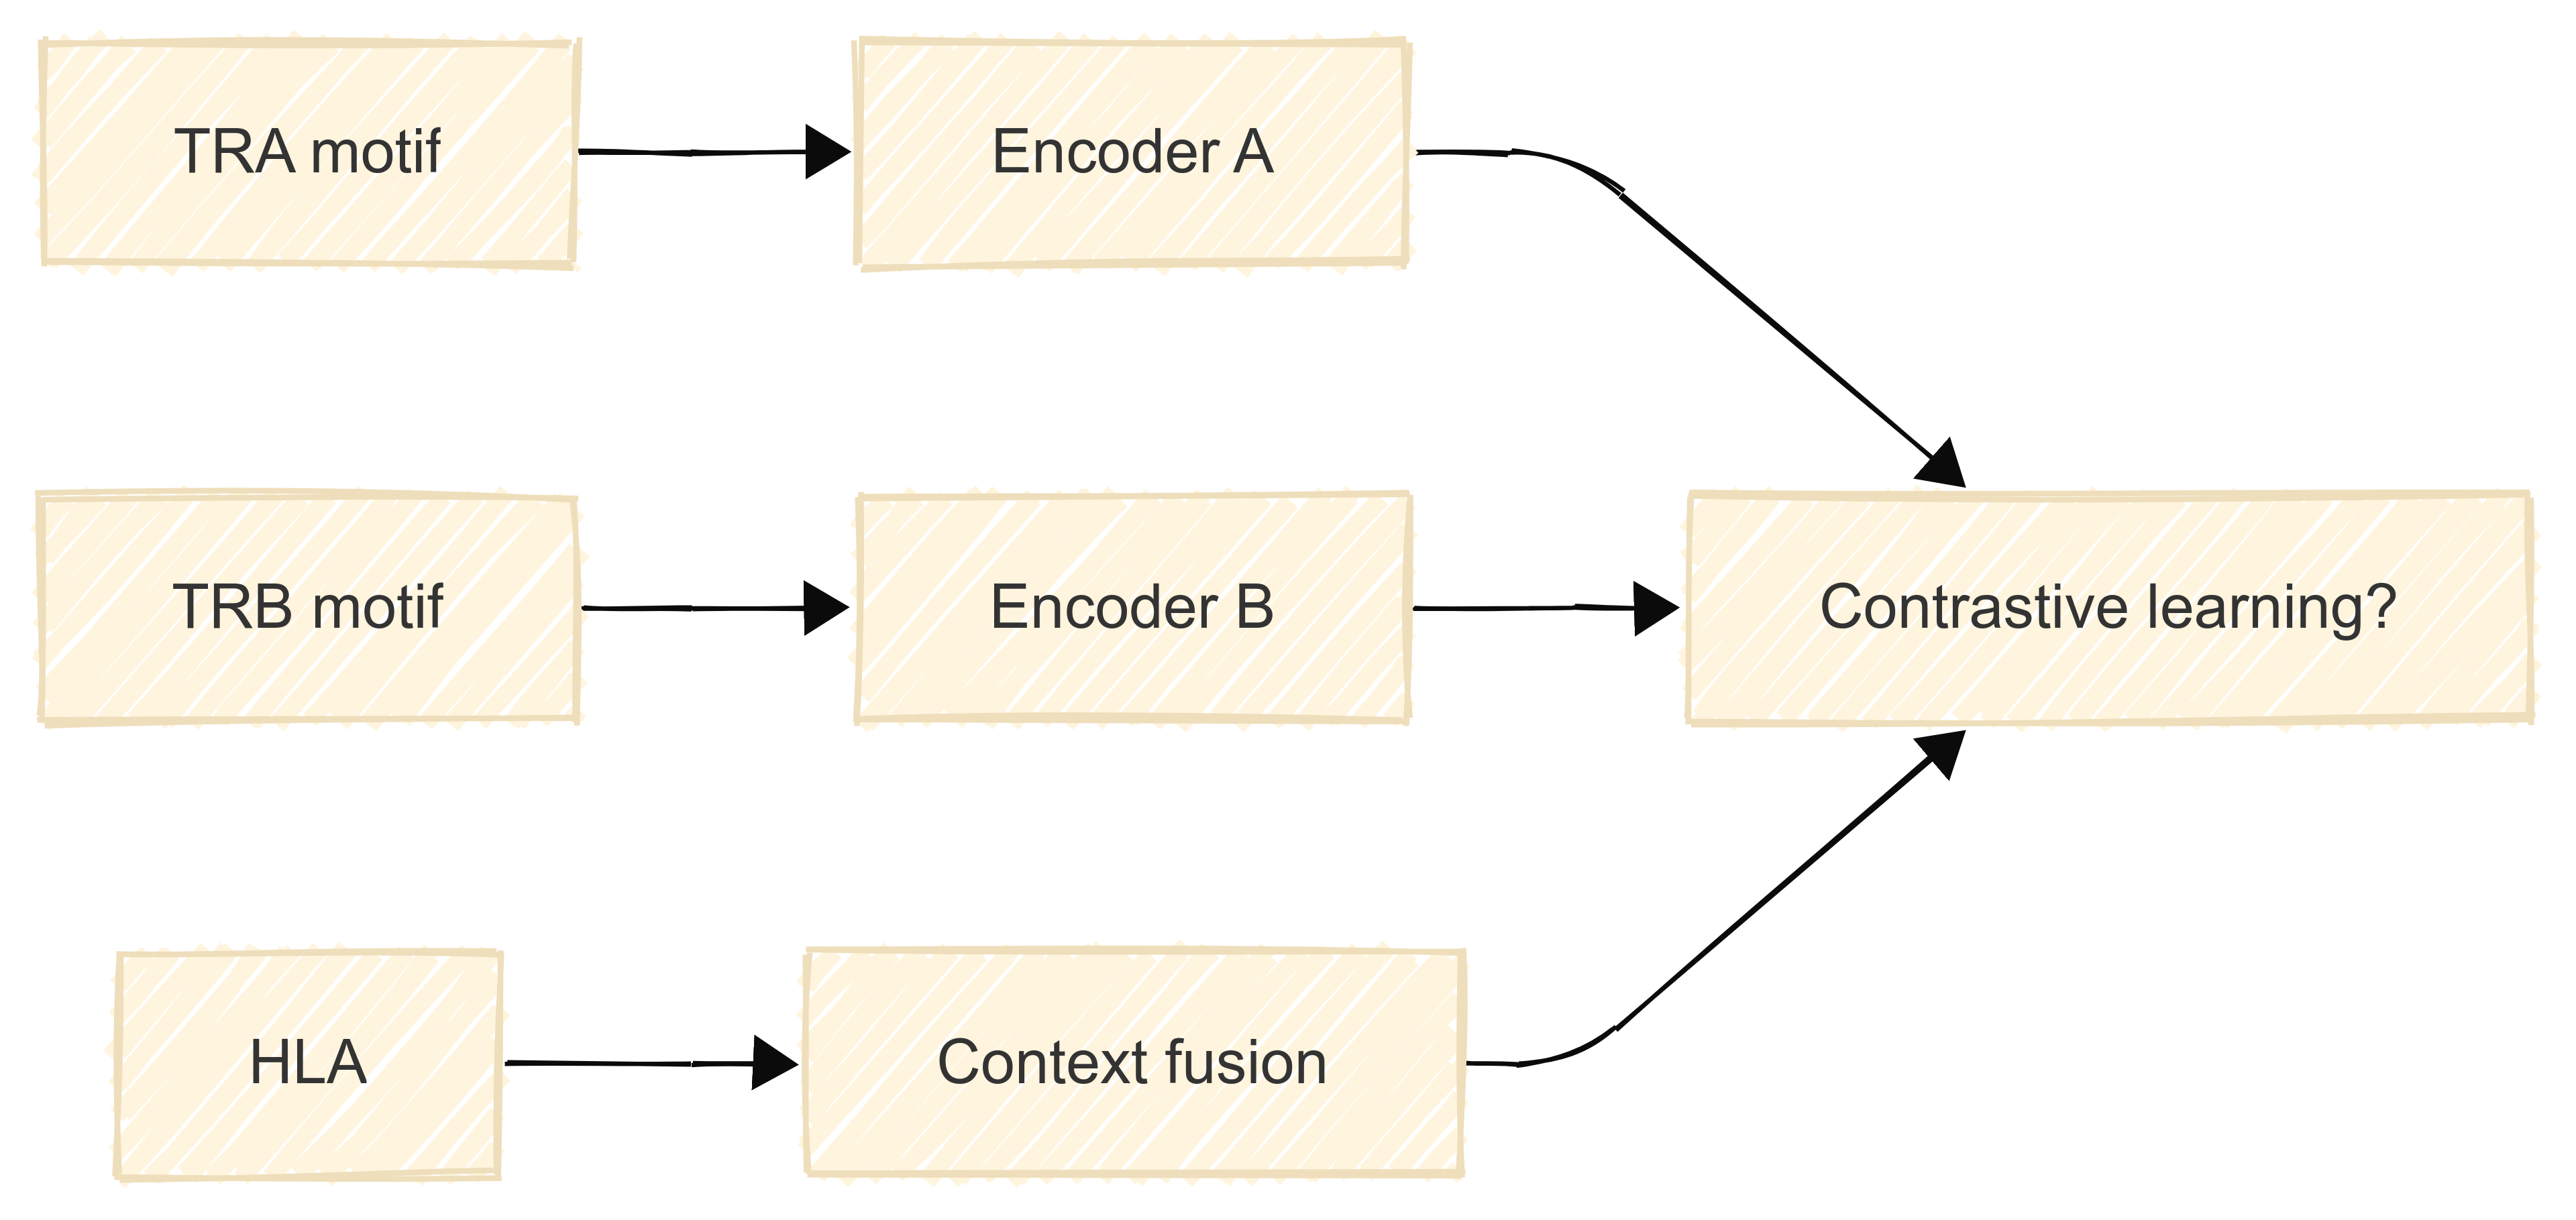 TRA motif
Encoder A
TRB motif
Encoder B
Contrastive learning?
HLA
Context fusion